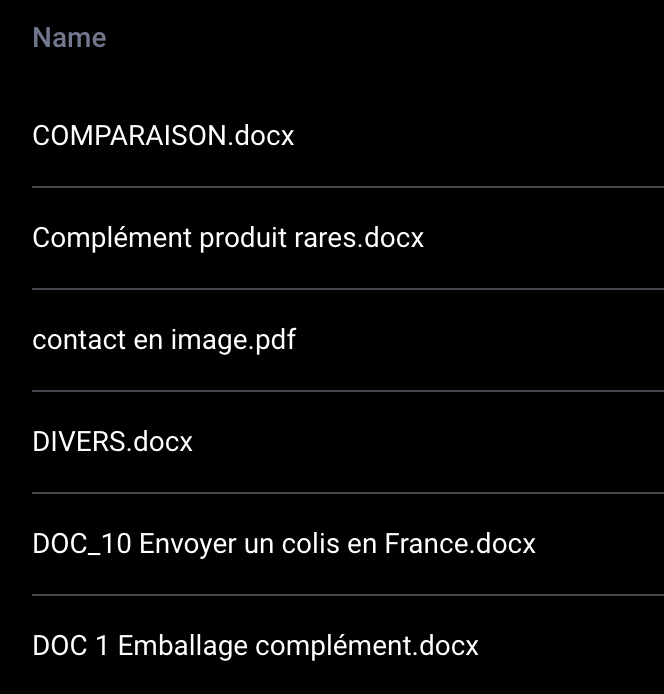 Name
COMPARAISON.docx
Complément produit rares.docx
contact en image.pdf
DIVERS.docx
DOC_10 Envoyer un colis en France.docx
DOC 1 Emballage complément.docx